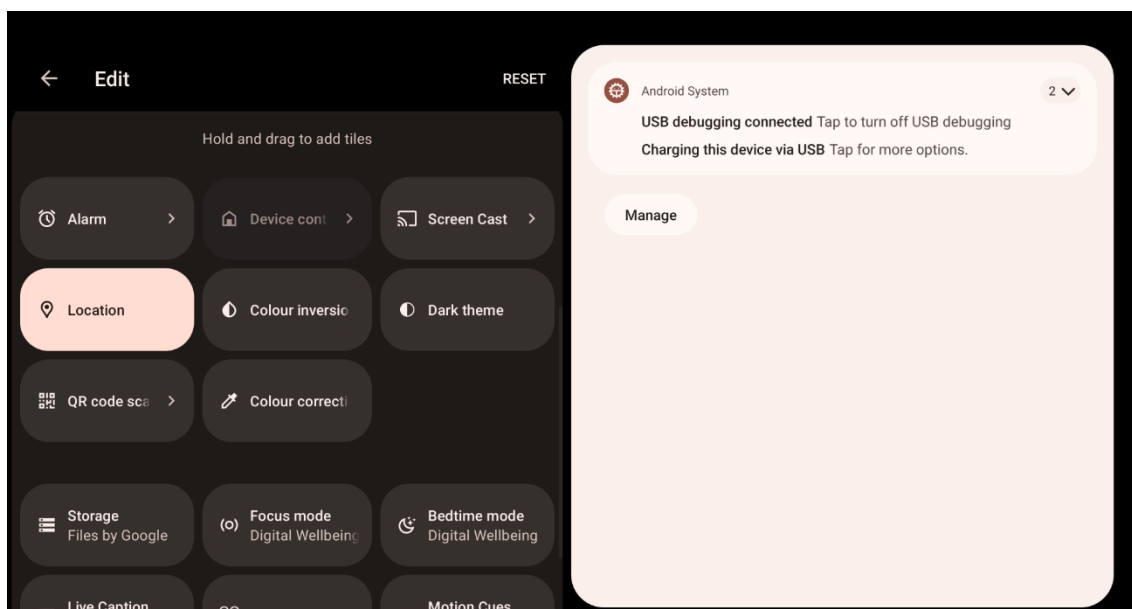 Edit
RESET
Hold and drag to add tiles
Alarm
Device cont
Screen Cast
Location
Colour inversio
Dark theme
QR code sca
Colour correcti
Storage
Files by Google
Focus mode
Digital Wellbeing
Bedtime mode
Digital Wellbeing
Live Caption
Motion Cues
Android System
2
USB debugging connected Tap to turn off USB debugging
Charging this device via USB Tap for more options.
Manage